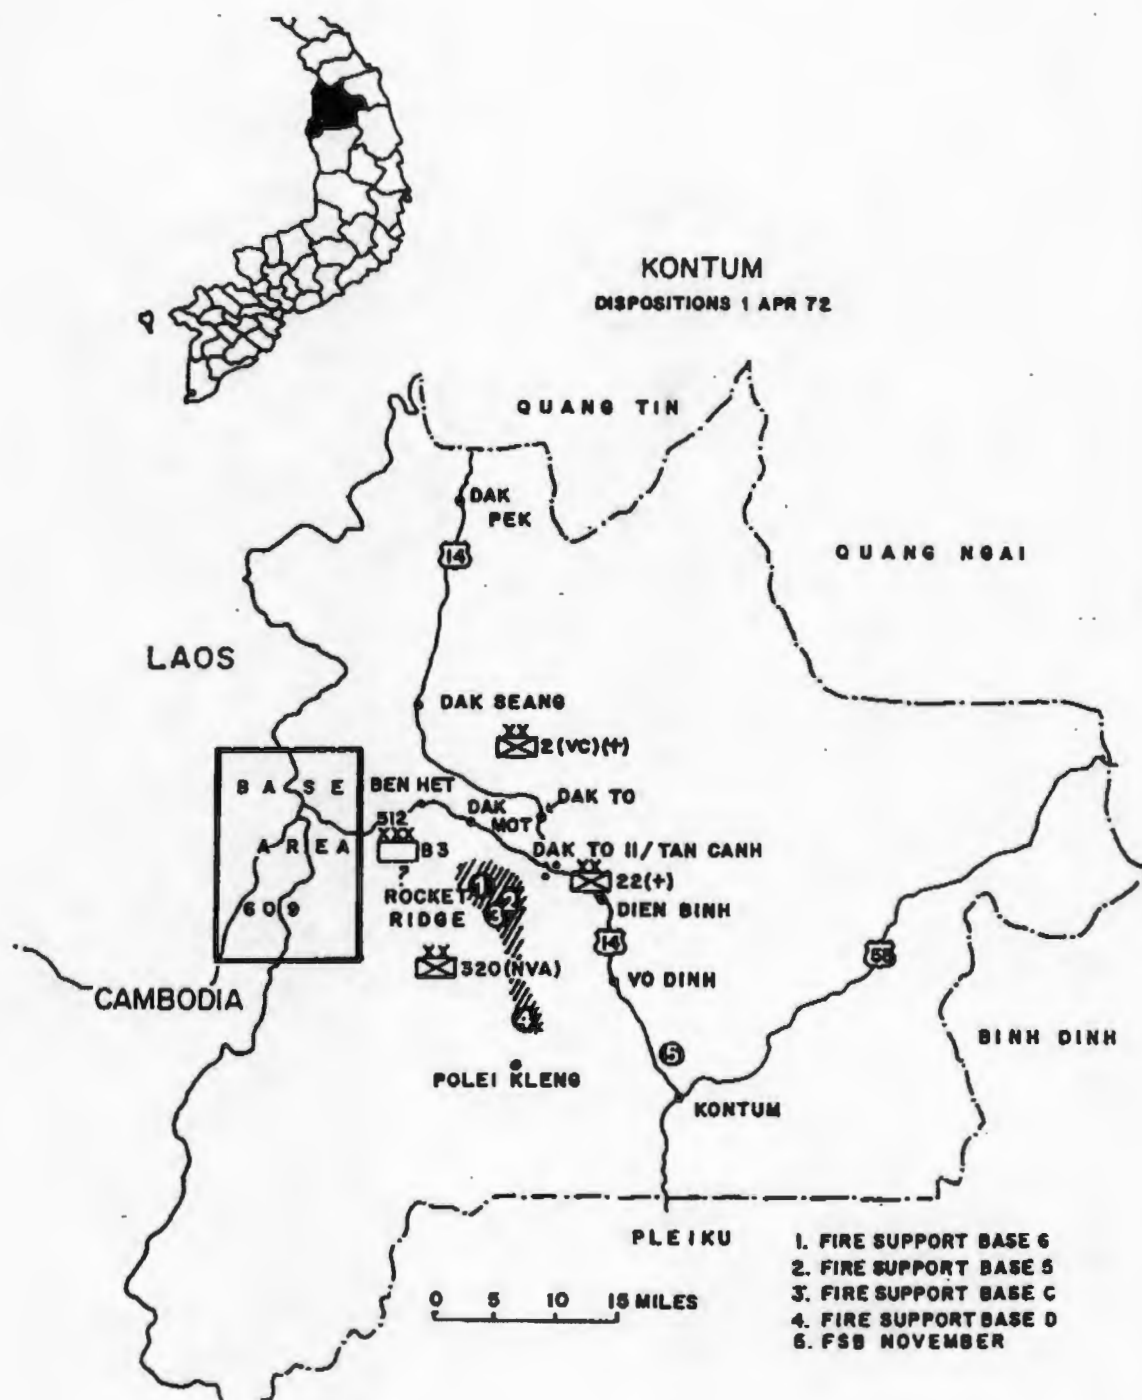 KONTUM
DISPOSITIONS 1 APR 72
QUANG TIN
DAK
PEK
14
QUANG NGAI
LAOS
DAK SEANG
XX
2(VC)(+)
BASE
AREA
609
BEN HET
DAK
MOT
DAK TO
512
XXX
B3
?
DAK TO II/TAN CANH
XX
22(+)
ROCKET
RIDGE
1
2
3
DIEN BINH
14
XX
320(NVA)
VO DINH
CAMBODIA
4
5
BINH DINH
POLEI KLENG
KONTUM
PLEIKU
0 5 10 15 MILES
1. FIRE SUPPORT BASE 6
2. FIRE SUPPORT BASE 5
3. FIRE SUPPORT BASE C
4. FIRE SUPPORT BASE D
5. FSB NOVEMBER